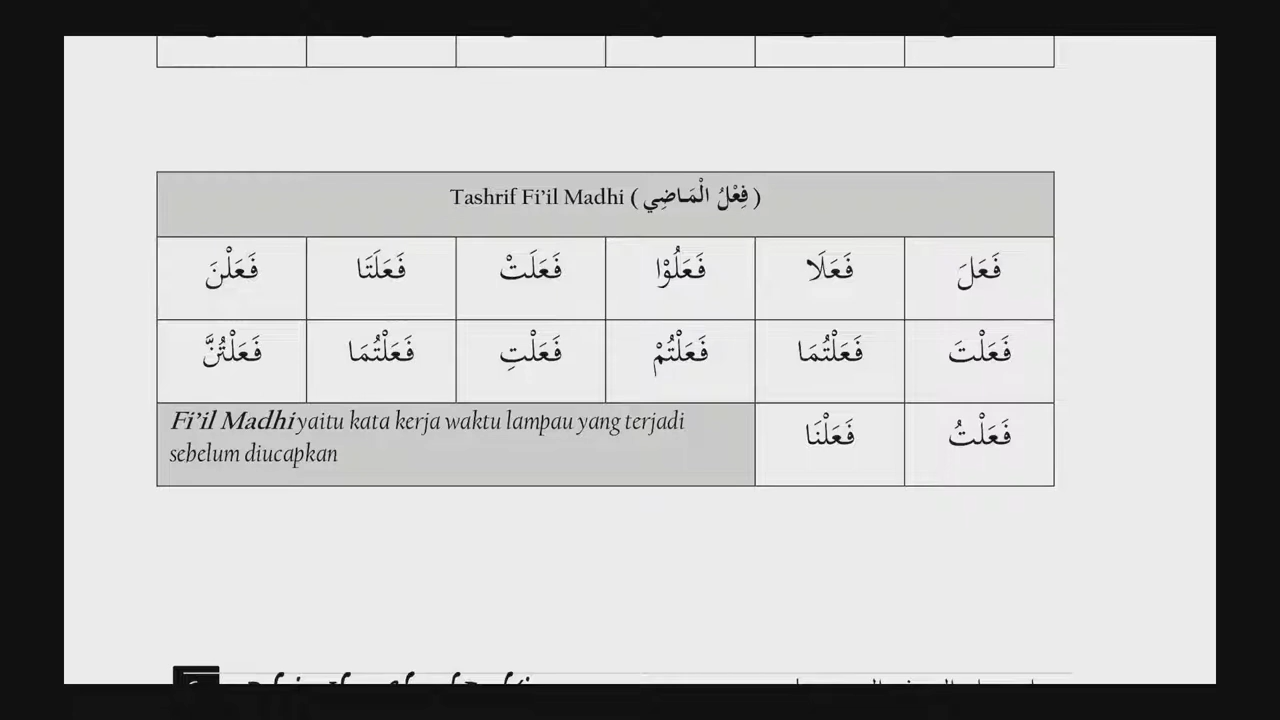 Tashrif Fi'il Madhi ( فِعْلُ الْمَاضِي )
فَعَلَ فَعَلَا فَعَلُوْا فَعَلَتْ فَعَلَتَا فَعَلْنَ
فَعَلْتَ فَعَلْتُمَا فَعَلْتُمْ فَعَلْتِ فَعَلْتُمَا فَعَلْتُنَّ
فَعَلْتُ فَعَلْنَا
Fi'il Madhi yaitu kata kerja waktu lampau yang terjadi
sebelum diucapkan